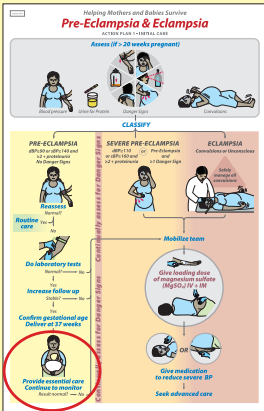 Helping Mothers and Babies Survive
Pre-Eclampsia & Eclampsia
ACTION PLAN 1 • INITIAL CARE
Assess (if > 20 weeks pregnant)
Blood pressure
Urine for Protein
Danger Signs
Convulsions
CLASSIFY
PRE-ECLAMPSIA
dBP≥90 or sBP≥140 and
≥2 + proteinuria
No Danger Signs
SEVERE PRE-ECLAMPSIA
dBP≥110
or sBP≥160 and
≥2 + proteinuria
or
Pre-Eclampsia
and
≥1 Danger Sign
ECLAMPSIA
Convulsions or Unconscious
Safely
manage all
convulsions
Continually assess for Danger Signs
Continually assess for Danger Signs
Reassess
Normal?
Yes
No
Routine
care
Do laboratory tests
Normal?
No
Yes
Increase follow up
Stable?
No
Yes
Confirm gestational age
Deliver at 37 weeks
Provide essential care
Continue to monitor
Result normal?
No
Mobilize team
Give loading dose
of magnesium sulfate
(MgSO₄) IV + IM
OR
Give medication
to reduce severe BP
Seek advanced care